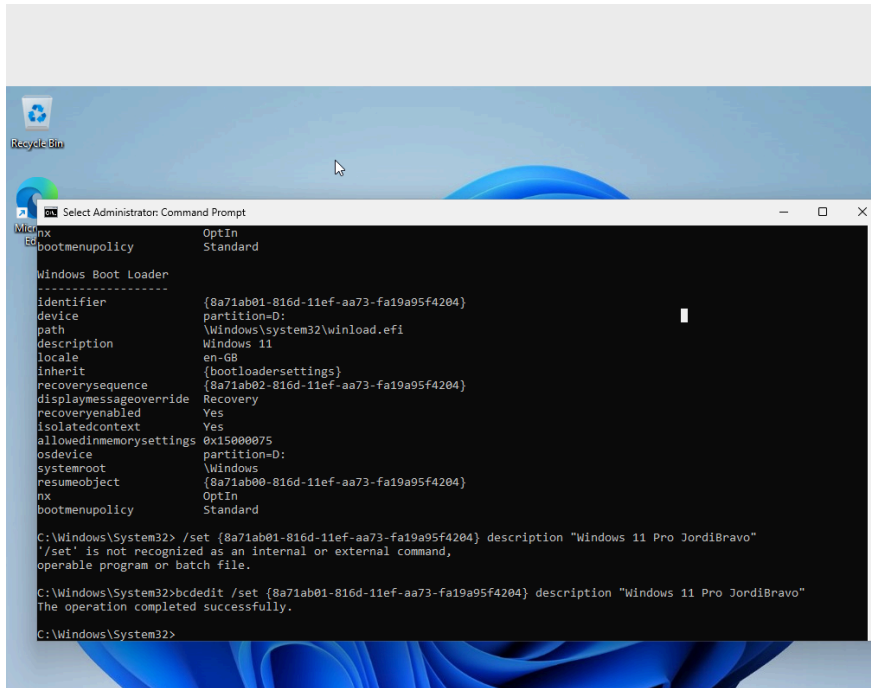 Recycle Bin
Select Administrator: Command Prompt
nx OptIn
bootmenupolicy Standard
Windows Boot Loader
-------------------
identifier {8a71ab01-816d-11ef-aa73-fa19a95f4204}
device partition=D:
path \Windows\system32\winload.efi
description Windows 11
locale en-GB
inherit {bootloadersettings}
recoverysequence {8a71ab02-816d-11ef-aa73-fa19a95f4204}
displaymessageoverride Recovery
recoveryenabled Yes
isolatedcontext Yes
allowedinmemorysettings 0x15000075
osdevice partition=D:
systemroot \Windows
resumeobject {8a71ab00-816d-11ef-aa73-fa19a95f4204}
nx OptIn
bootmenupolicy Standard
C:\Windows\System32> /set {8a71ab01-816d-11ef-aa73-fa19a95f4204} description "Windows 11 Pro JordiBravo"
'/set' is not recognized as an internal or external command,
operable program or batch file.
C:\Windows\System32>bcdedit /set {8a71ab01-816d-11ef-aa73-fa19a95f4204} description "Windows 11 Pro JordiBravo"
The operation completed successfully.
C:\Windows\System32>